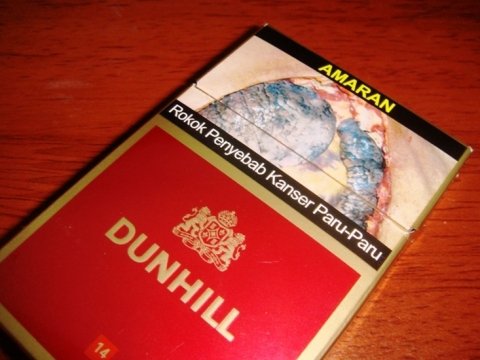 AMARAN
Rokok Penyebab Kanser Paru-Paru
DUNHILL
14